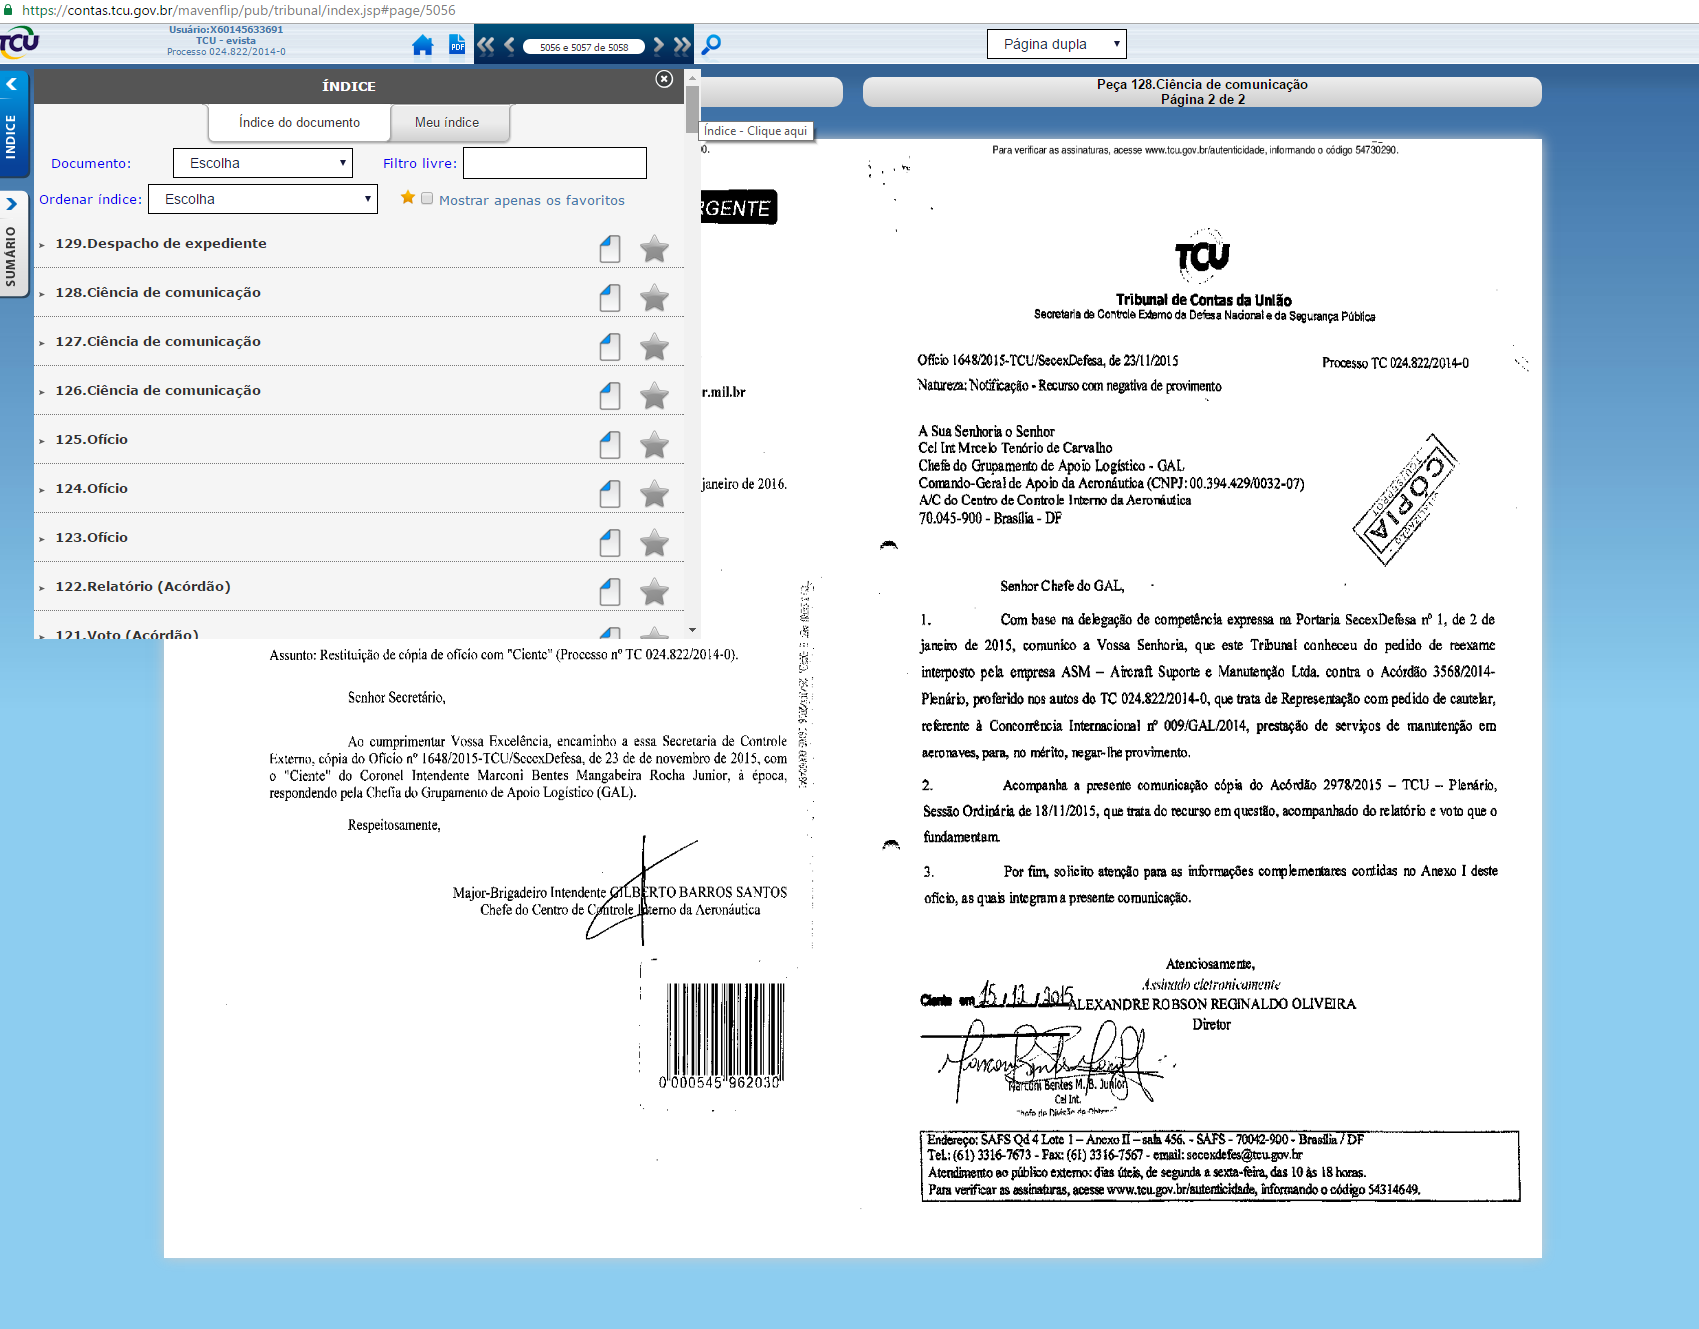 https://contas.tcu.gov.br/mavenflip/pub/tribunal/index.jsp#page/5056
TCU
Usuário:X60145633691
TCU - evista
Processo 024.822/2014-0
PDF
5056 e 5057 de 5058
Página dupla
ÍNDICE
SUMÁRIO
ÍNDICE
Índice do documento
Meu índice
Documento:
Escolha
Filtro livre:
Ordenar índice:
Escolha
Mostrar apenas os favoritos
129.Despacho de expediente
128.Ciência de comunicação
127.Ciência de comunicação
126.Ciência de comunicação
125.Ofício
124.Ofício
123.Ofício
122.Relatório (Acórdão)
121.Voto (Acórdão)
Índice - Clique aqui
0.
RGENTE
r.mil.br
janeiro de 2016.
Assunto: Restituição de cópia de ofício com "Ciente" (Processo nº TC 024.822/2014-0).
Senhor Secretário,
Ao cumprimentar Vossa Excelência, encaminho a essa Secretaria de Controle
Externo, cópia do Ofício nº 1648/2015-TCU/SecexDefesa, de 23 de de novembro de 2015, com
o "Ciente" do Coronel Intendente Marconi Bentes Mangabeira Rocha Junior, à época,
respondendo pela Chefia do Grupamento de Apoio Logístico (GAL).
Respeitosamente,
Major-Brigadeiro Intendente GILBERTO BARROS SANTOS
Chefe do Centro de Controle Interno da Aeronáutica
0 000545 962030
Peça 128.Ciência de comunicação
Página 2 de 2
Para verificar as assinaturas, acesse www.tcu.gov.br/autenticidade, informando o código 54730290.
TCU
Tribunal de Contas da União
Secretaria de Controle Externo da Defesa Nacional e da Segurança Pública
Ofício 1648/2015-TCU/SecexDefesa, de 23/11/2015
Processo TC 024.822/2014-0
Natureza: Notificação - Recurso com negativa de provimento
A Sua Senhoria o Senhor
Cel Int Mrcelo Tenório de Carvalho
Chefe do Grupamento de Apoio Logístico - GAL
Comando-Geral de Apoio da Aeronáutica (CNPJ: 00.394.429/0032-07)
A/C do Centro de Controle Interno da Aeronáutica
70.045-900 - Brasília - DF
CÓPIA
Senhor Chefe do GAL,
1. Com base na delegação de competência expressa na Portaria SecexDefesa nº 1, de 2 de
janeiro de 2015, comunico a Vossa Senhoria, que este Tribunal conheceu do pedido de reexame
interposto pela empresa ASM – Aircraft Suporte e Manutenção Ltda. contra o Acórdão 3568/2014-
Plenário, proferido nos autos do TC 024.822/2014-0, que trata de Representação com pedido de cautelar,
referente à Concorrência Internacional nº 009/GAL/2014, prestação de serviços de manutenção em
aeronaves, para, no mérito, negar-lhe provimento.
2. Acompanha a presente comunicação cópia do Acórdão 2978/2015 – TCU – Plenário,
Sessão Ordinária de 18/11/2015, que trata do recurso em questão, acompanhado do relatório e voto que o
fundamentam.
3. Por fim, solicito atenção para as informações complementares contidas no Anexo I deste
ofício, as quais integram a presente comunicação.
Atenciosamente,
Assinado eletronicamente
Ciente em 15/12/2015
ALEXANDRE ROBSON REGINALDO OLIVEIRA
Diretor
Marconi Bentes M. B. Junior
Cel Int.
Endereço: SAFS Qd 4 Lote 1 – Anexo II – sala 456. - SAFS - 70042-900 - Brasília / DF
Tel.: (61) 3316-7673 - Fax: (61) 3316-7567 - email: secexdefes@tcu.gov.br
Atendimento ao público externo: dias úteis, de segunda a sexta-feira, das 10 às 18 horas.
Para verificar as assinaturas, acesse www.tcu.gov.br/autenticidade, informando o código 54314649.